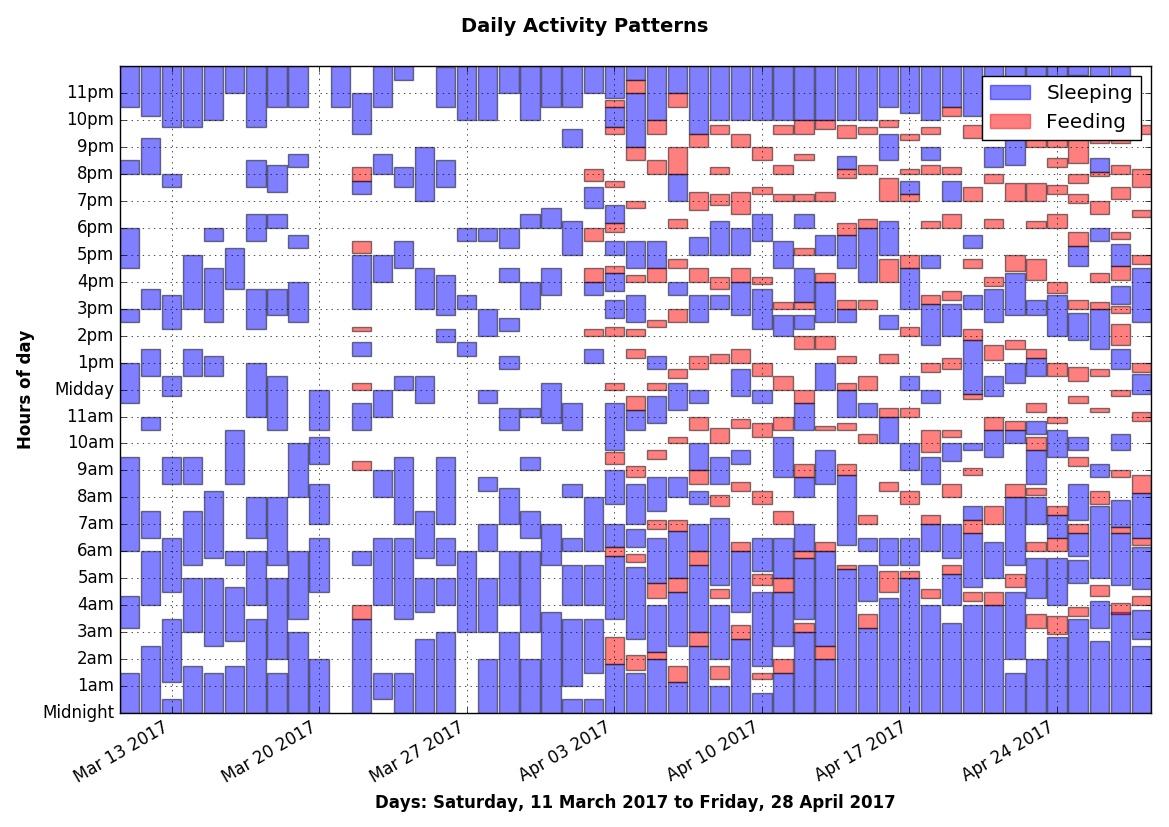 Daily Activity Patterns
Sleeping
Feeding
11pm
10pm
9pm
8pm
7pm
6pm
5pm
4pm
3pm
2pm
1pm
Midday
11am
10am
9am
8am
7am
6am
5am
4am
3am
2am
1am
Midnight
Hours of day
Mar 13 2017
Mar 20 2017
Mar 27 2017
Apr 03 2017
Apr 10 2017
Apr 17 2017
Apr 24 2017
Days: Saturday, 11 March 2017 to Friday, 28 April 2017